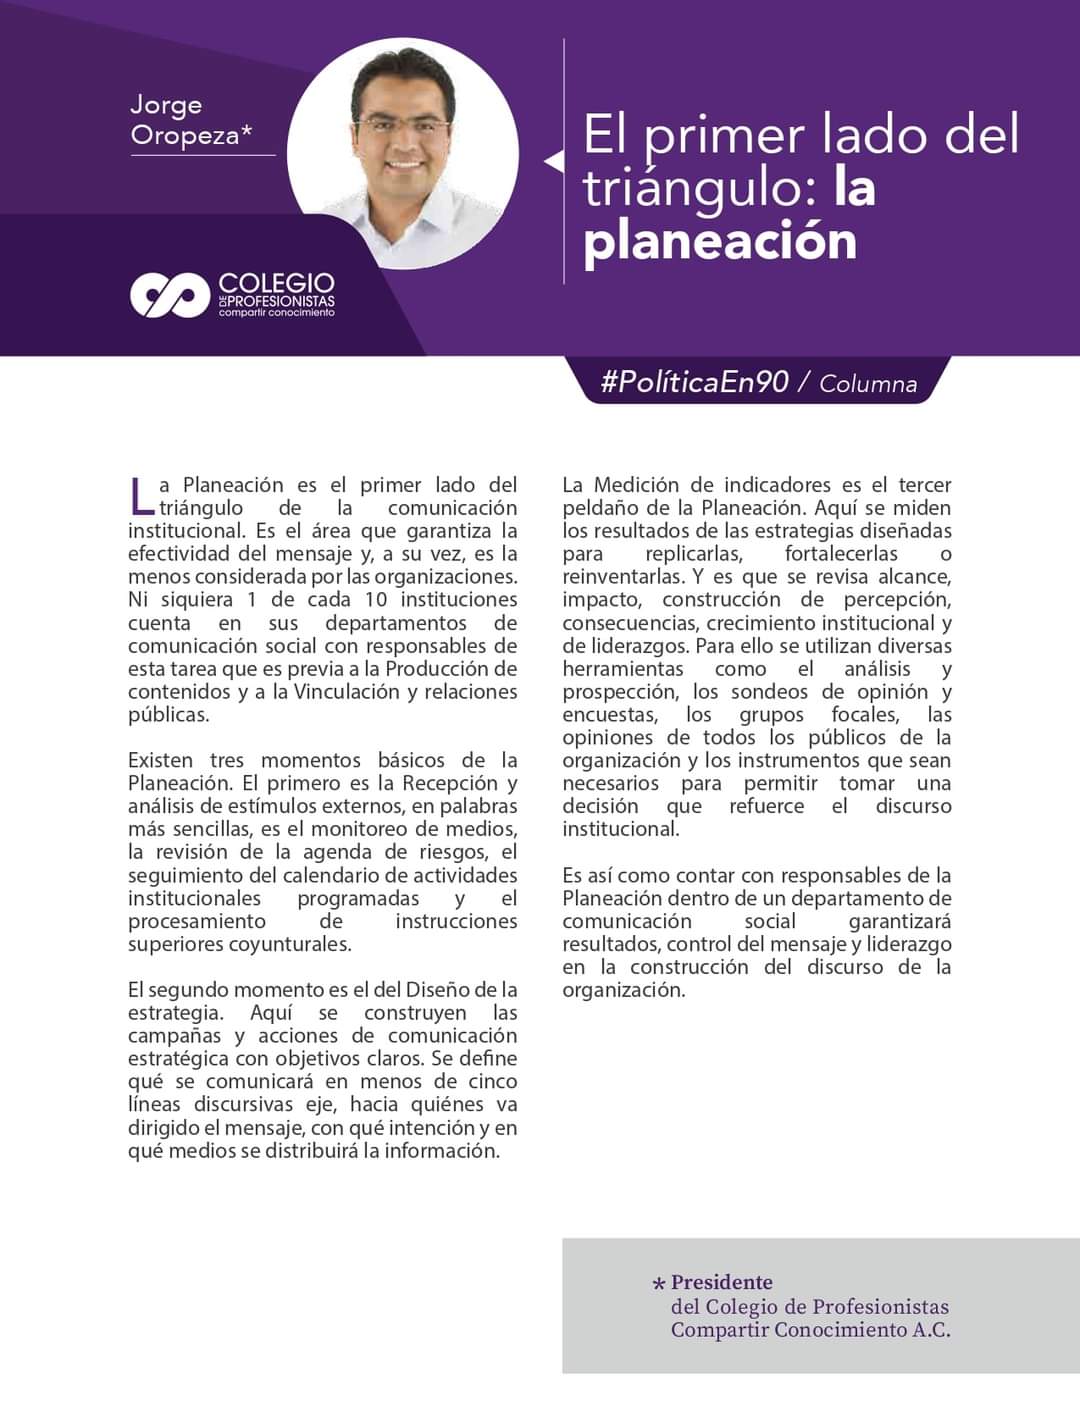 Jorge
Oropeza*
El primer lado del
triángulo: la
planeación
COLEGIO
DE PROFESIONISTAS
compartir conocimiento
#PolíticaEn90 / Columna
La Planeación es el primer lado del
triángulo de la comunicación
institucional. Es el área que garantiza la
efectividad del mensaje y, a su vez, es la
menos considerada por las organizaciones.
Ni siquiera 1 de cada 10 instituciones
cuenta en sus departamentos de
comunicación social con responsables de
esta tarea que es previa a la Producción de
contenidos y a la Vinculación y relaciones
públicas.
Existen tres momentos básicos de la
Planeación. El primero es la Recepción y
análisis de estímulos externos, en palabras
más sencillas, es el monitoreo de medios,
la revisión de la agenda de riesgos, el
seguimiento del calendario de actividades
institucionales programadas y el
procesamiento de instrucciones
superiores coyunturales.
El segundo momento es el del Diseño de la
estrategia. Aquí se construyen las
campañas y acciones de comunicación
estratégica con objetivos claros. Se define
qué se comunicará en menos de cinco
líneas discursivas eje, hacia quiénes va
dirigido el mensaje, con qué intención y en
qué medios se distribuirá la información.
La Medición de indicadores es el tercer
peldaño de la Planeación. Aquí se miden
los resultados de las estrategias diseñadas
para replicarlas, fortalecerlas o
reinventarlas. Y es que se revisa alcance,
impacto, construcción de percepción,
consecuencias, crecimiento institucional y
de liderazgos. Para ello se utilizan diversas
herramientas como el análisis y
prospección, los sondeos de opinión y
encuestas, los grupos focales, las
opiniones de todos los públicos de la
organización y los instrumentos que sean
necesarios para permitir tomar una
decisión que refuerce el discurso
institucional.
Es así como contar con responsables de la
Planeación dentro de un departamento de
comunicación social garantizará
resultados, control del mensaje y liderazgo
en la construcción del discurso de la
organización.
* Presidente
del Colegio de Profesionistas
Compartir Conocimiento A.C.